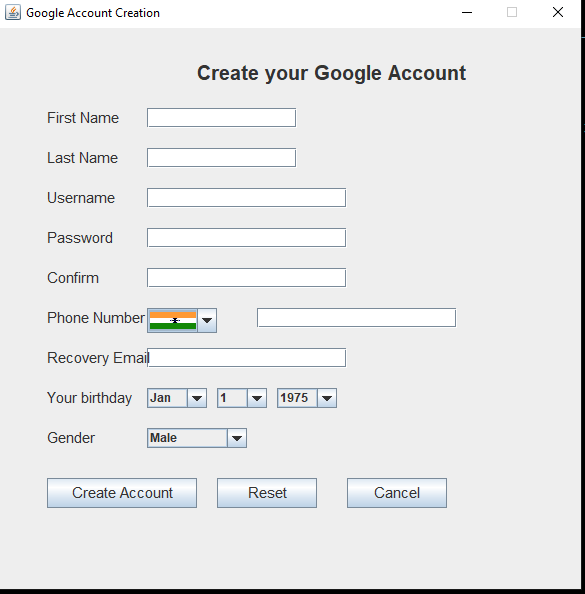 Google Account Creation
Create your Google Account
First Name
Last Name
Username
Password
Confirm
Phone Number
Recovery Email
Your birthday Jan 1 1975
Gender Male
Create Account Reset Cancel